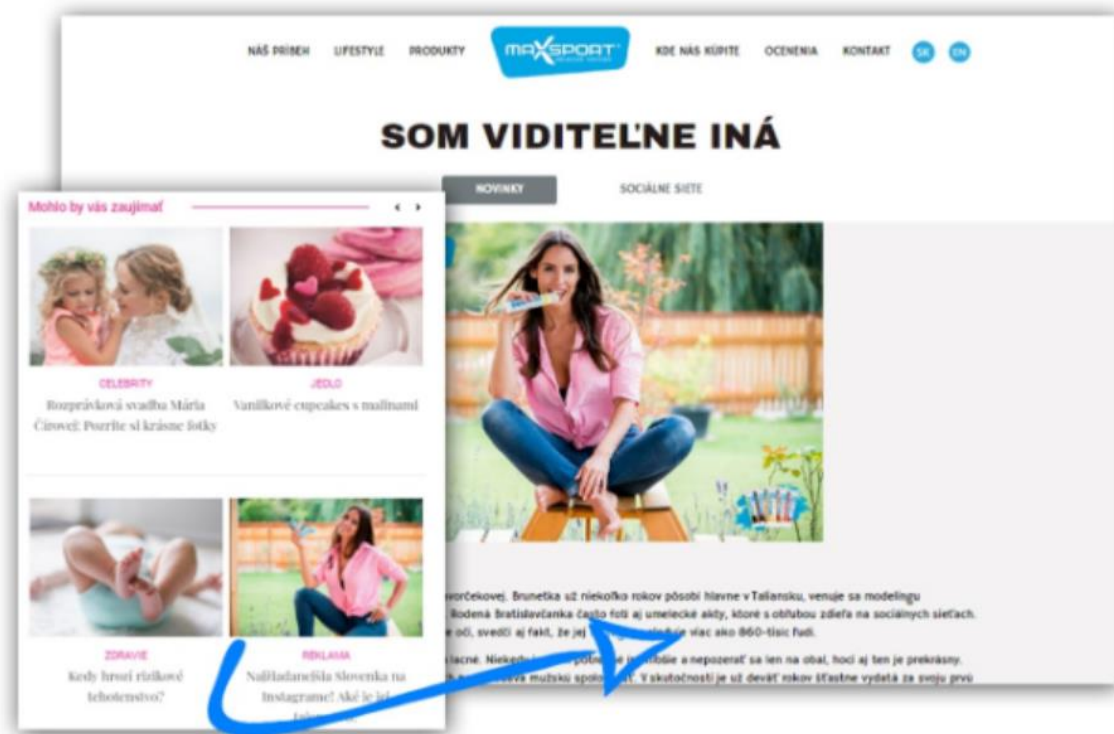 NÁŠ PRÍBEH LIFESTYLE PRODUKTY MAXSPORT KDE NÁS KÚPITE OCENENIA KONTAKT SK EN
SOM VIDITEĽNE INÁ
NOVINKY SOCIÁLNE SIETE
Mohlo by vás zaujímať
CELEBRITY
Rozprávková svadba Mária
Čírovej: Pozrite si krásne fotky
JEDLO
Vanilkové cupcakes s malinami
ZDRAVIE
Kedy hrozí rizikové
tehotenstvo?
REKLAMA
Najžiadanejšia Slovenka na
Instagrame! Aké je jej
vorčekovej. Brunetka už niekoľko rokov pôsobí hlavne v Taliansku, venuje sa modelingu
Rodená Bratislavčanka často fotí aj umelecké akty, ktoré s obľubou zdieľa na sociálnych sieťach.
e očí, svedčí aj fakt, že jej je viac ako 860-tisíc ľudí.
lacné. Niekedy a nepozerať sa len na obal, hoci aj ten je prekrásny.
mužskú V skutočnosti je už deväť rokov šťastne vydatá za svoju prvú